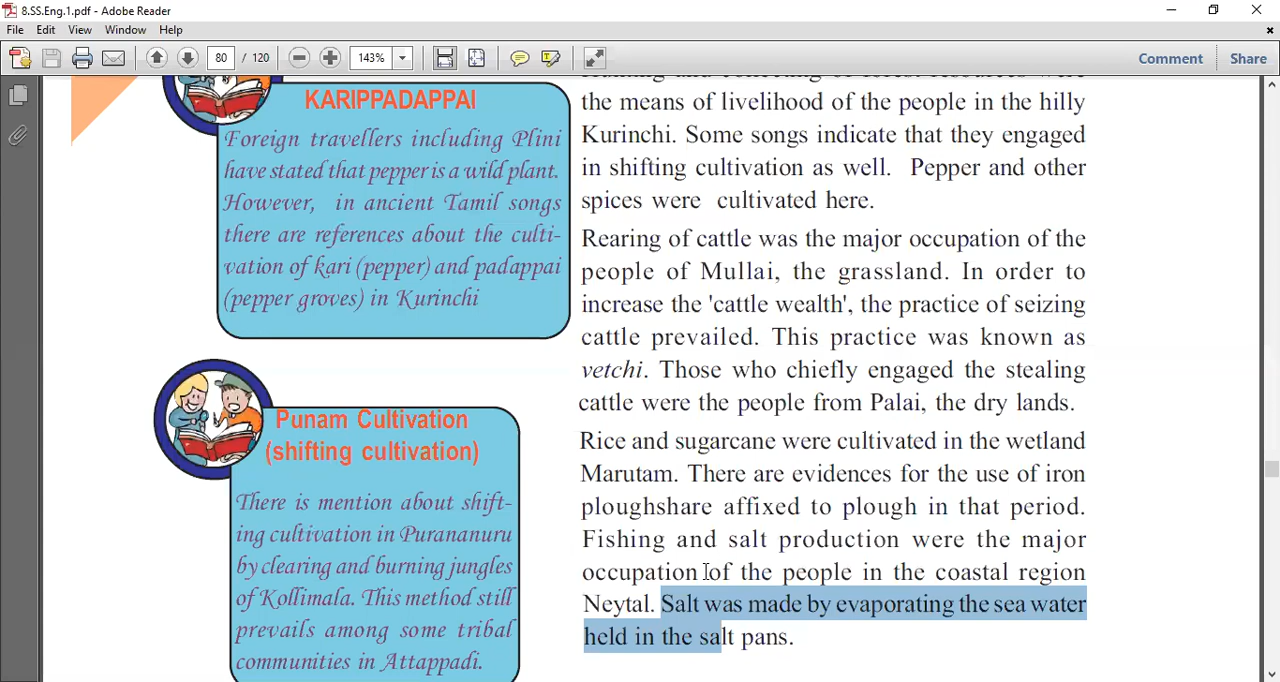 8.SS.Eng.1.pdf - Adobe Reader
File Edit View Window Help
80 / 120 143% Comment Share
KARIPPADAPPAI
Foreign travellers including Plini
have stated that pepper is a wild plant.
However, in ancient Tamil songs
there are references about the culti-
vation of kari (pepper) and padappai
(pepper groves) in Kurinchi
Punam Cultivation
(shifting cultivation)
There is mention about shift-
ing cultivation in Purananuru
by clearing and burning jungles
of Kollimala. This method still
prevails among some tribal
communities in Attappadi.
Hunting and collecting of forest resources were
the means of livelihood of the people in the hilly
Kurinchi. Some songs indicate that they engaged
in shifting cultivation as well. Pepper and other
spices were cultivated here.
Rearing of cattle was the major occupation of the
people of Mullai, the grassland. In order to
increase the 'cattle wealth', the practice of seizing
cattle prevailed. This practice was known as
vetchi. Those who chiefly engaged the stealing
cattle were the people from Palai, the dry lands.
Rice and sugarcane were cultivated in the wetland
Marutam. There are evidences for the use of iron
ploughshare affixed to plough in that period.
Fishing and salt production were the major
occupation of the people in the coastal region
Neytal. Salt was made by evaporating the sea water
held in the salt pans.